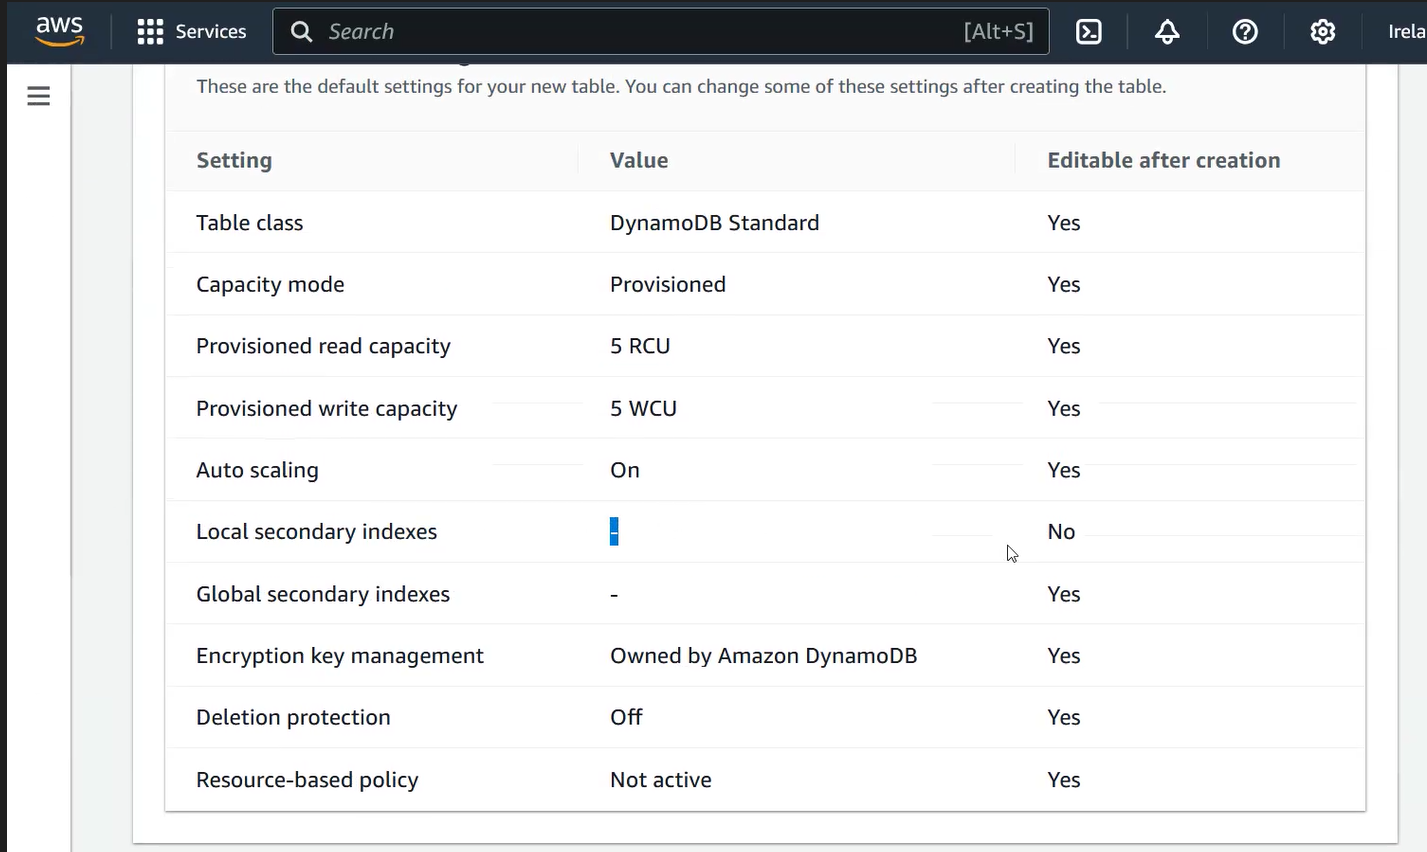 aws Services Search [Alt+S] Irela
These are the default settings for your new table. You can change some of these settings after creating the table.
Setting Value Editable after creation
Table class DynamoDB Standard Yes
Capacity mode Provisioned Yes
Provisioned read capacity 5 RCU Yes
Provisioned write capacity 5 WCU Yes
Auto scaling On Yes
Local secondary indexes - No
Global secondary indexes - Yes
Encryption key management Owned by Amazon DynamoDB Yes
Deletion protection Off Yes
Resource-based policy Not active Yes